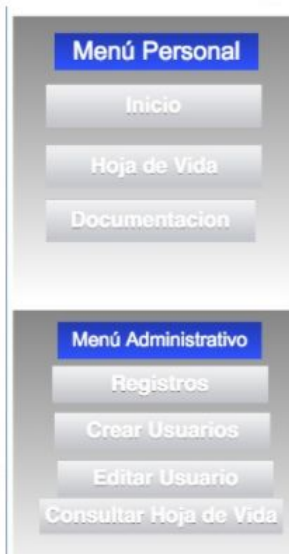 Menú Personal
Inicio
Hoja de Vida
Documentacion
Menú Administrativo
Registros
Crear Usuarios
Editar Usuario
Consultar Hoja de Vida